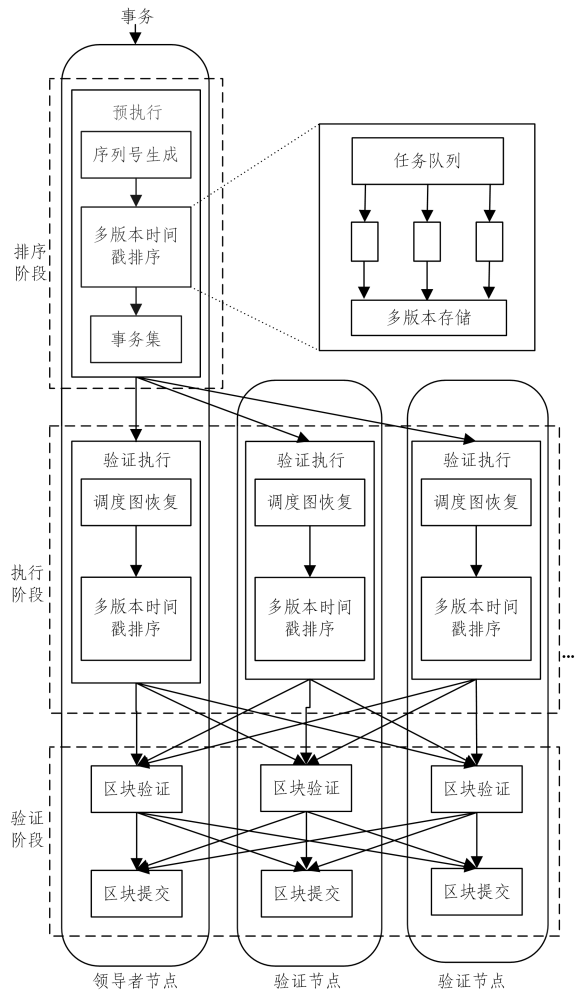 事务
预执行
序列号生成
多版本时间
戳排序
事务集
排序
阶段
任务队列
多版本存储
验证执行
调度图恢复
多版本时间
戳排序
验证执行
调度图恢复
多版本时间
戳排序
验证执行
调度图恢复
多版本时间
戳排序
执行
阶段
...
区块验证
区块验证
区块验证
验证
阶段
区块提交
区块提交
区块提交
领导者节点
验证节点
验证节点